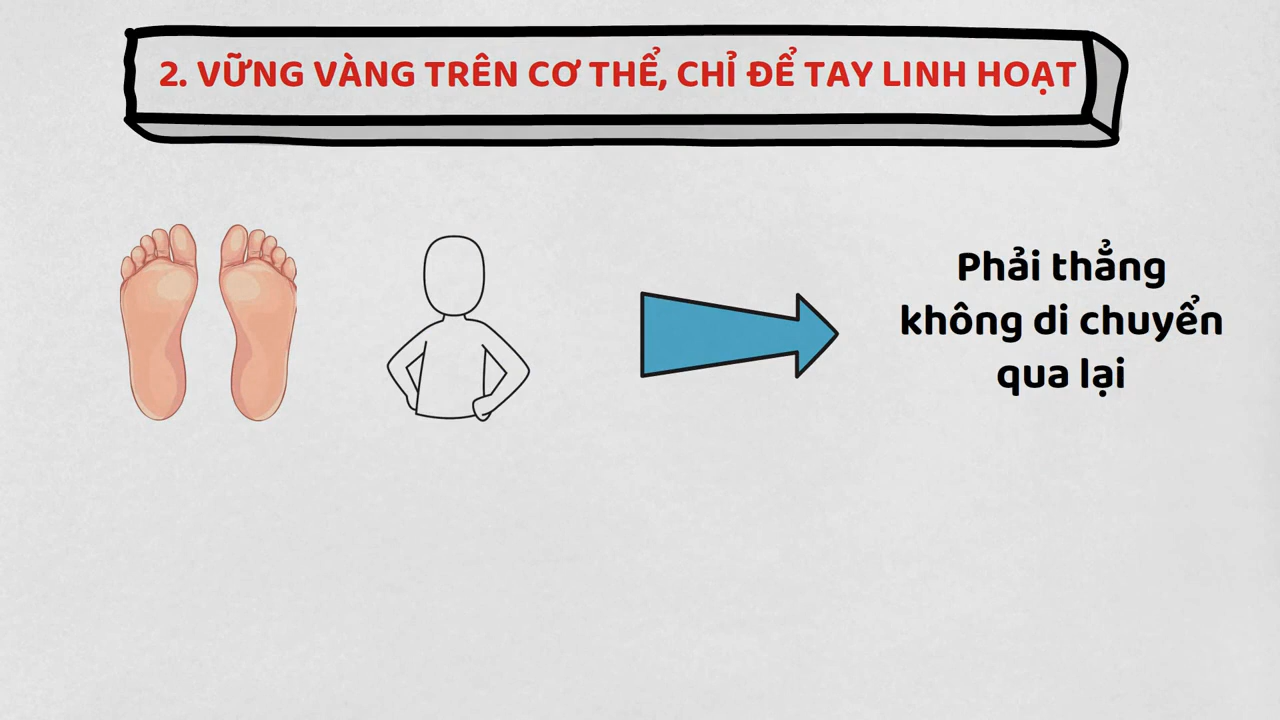 2. VỮNG VÀNG TRÊN CƠ THỂ, CHỈ ĐỂ TAY LINH HOẠT
Phải thẳng
không di chuyển
qua lại